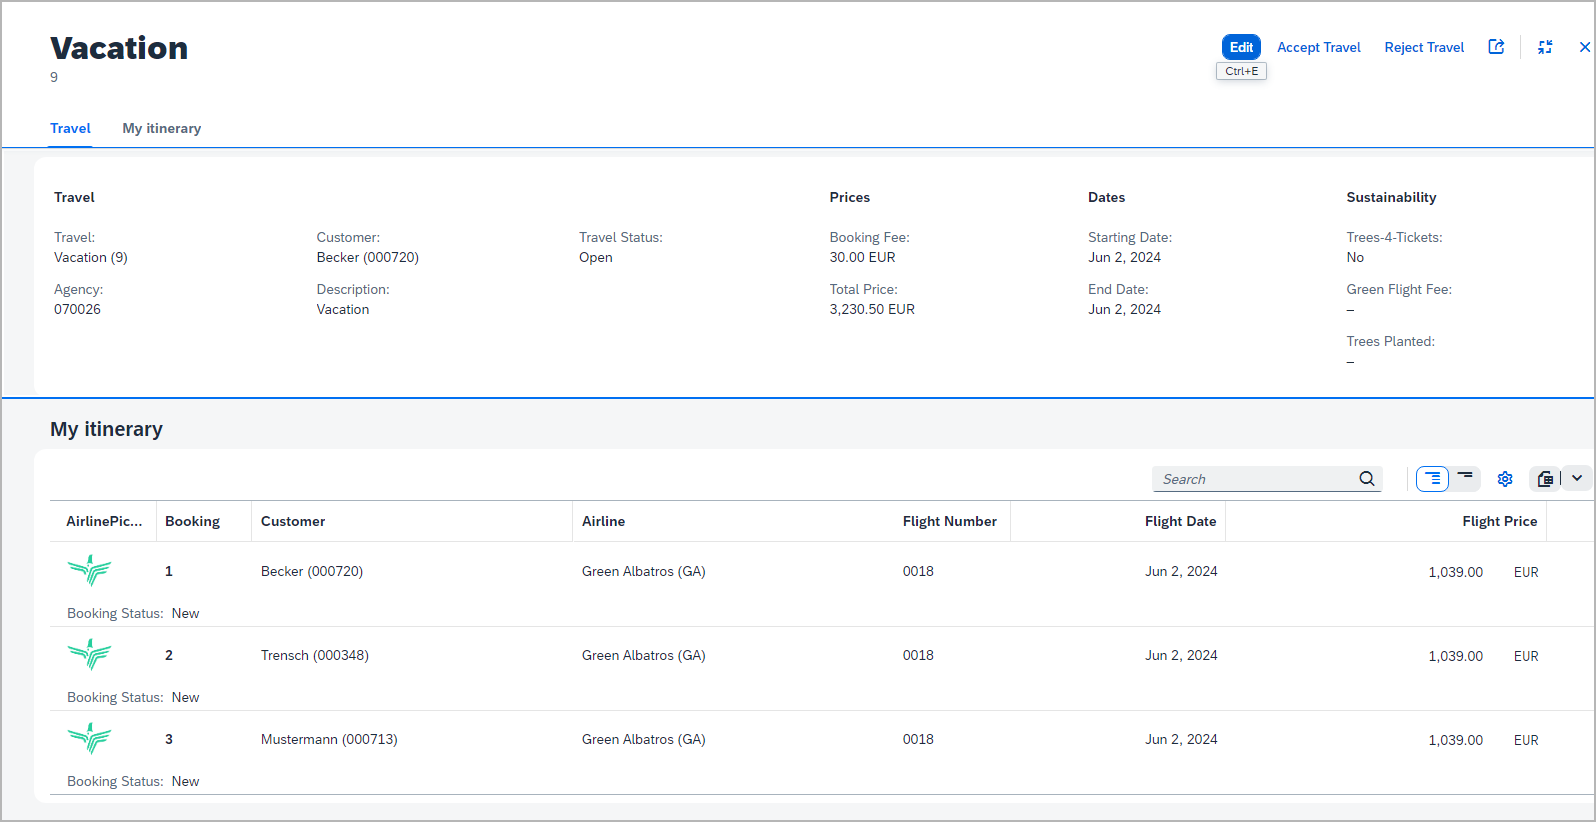 Vacation
9
Edit Accept Travel Reject Travel
Ctrl+E
Travel My itinerary
Travel Prices Dates Sustainability
Travel: Customer: Travel Status: Booking Fee: Starting Date: Trees-4-Tickets:
Vacation (9) Becker (000720) Open 30.00 EUR Jun 2, 2024 No
Agency: Description: Total Price: End Date: Green Flight Fee:
070026 Vacation 3,230.50 EUR Jun 2, 2024 –
Trees Planted:
–
My itinerary
Search
AirlinePic... Booking Customer Airline Flight Number Flight Date Flight Price
1 Becker (000720) Green Albatros (GA) 0018 Jun 2, 2024 1,039.00 EUR
Booking Status: New
2 Trensch (000348) Green Albatros (GA) 0018 Jun 2, 2024 1,039.00 EUR
Booking Status: New
3 Mustermann (000713) Green Albatros (GA) 0018 Jun 2, 2024 1,039.00 EUR
Booking Status: New